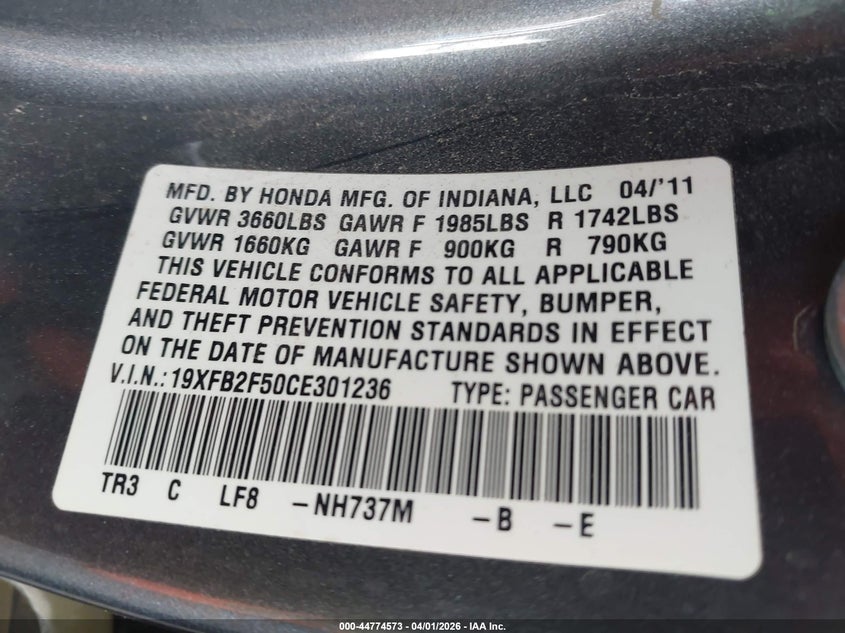 MFD. BY HONDA MFG. OF INDIANA, LLC 04/'11
GVWR 3660LBS GAWR F 1985LBS R 1742LBS
GVWR 1660KG GAWR F 900KG R 790KG
THIS VEHICLE CONFORMS TO ALL APPLICABLE
FEDERAL MOTOR VEHICLE SAFETY, BUMPER,
AND THEFT PREVENTION STANDARDS IN EFFECT
ON THE DATE OF MANUFACTURE SHOWN ABOVE.
V.I.N.: 19XFB2F50CE301236 TYPE: PASSENGER CAR
TR3 C LF8 -NH737M -B -E
000-44774573 - 04/01/2026 - IAA Inc.